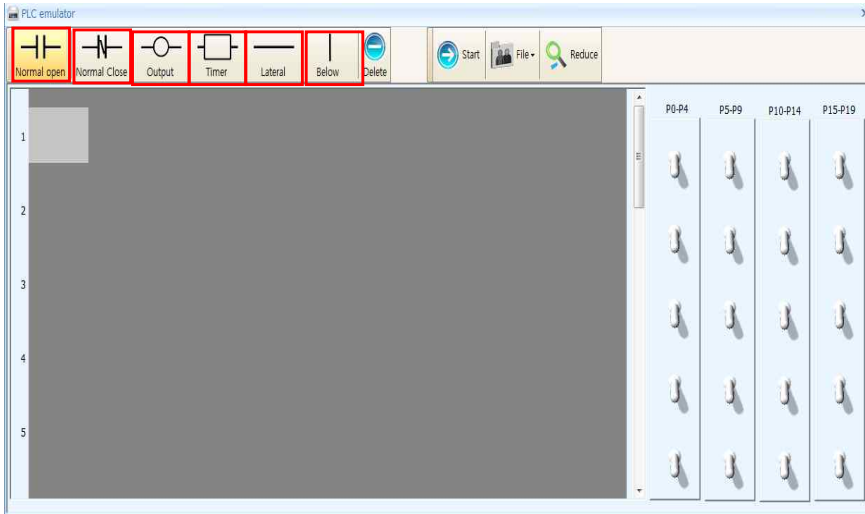 PLC emulator
Normal open Normal Close Output Timer Lateral Below Delete Start File Reduce
P0-P4 P5-P9 P10-P14 P15-P19
1
2
3
4
5